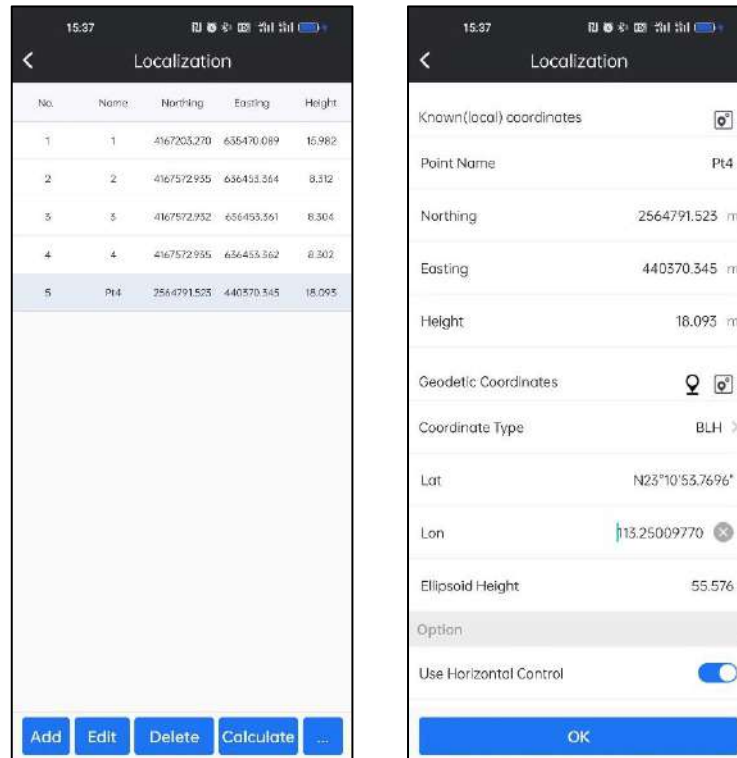 15:37
Localization
No. Name Northing Easting Height
1 1 4167203.270 635470.089 15.982
2 2 4167572.935 636453.364 8.312
3 3 4167572.932 636453.361 8.304
4 4 4167572.935 636453.362 8.302
5 Pt4 2564791.523 440370.345 18.093
Add Edit Delete Calculate ...
15:37
Localization
Known(local) coordinates
Point Name Pt4
Northing 2564791.523 m
Easting 440370.345 m
Height 18.093 m
Geodetic Coordinates
Coordinate Type BLH
Lat N23°10'53.7696"
Lon 113.25009770
Ellipsoid Height 55.576
Option
Use Horizontal Control
OK